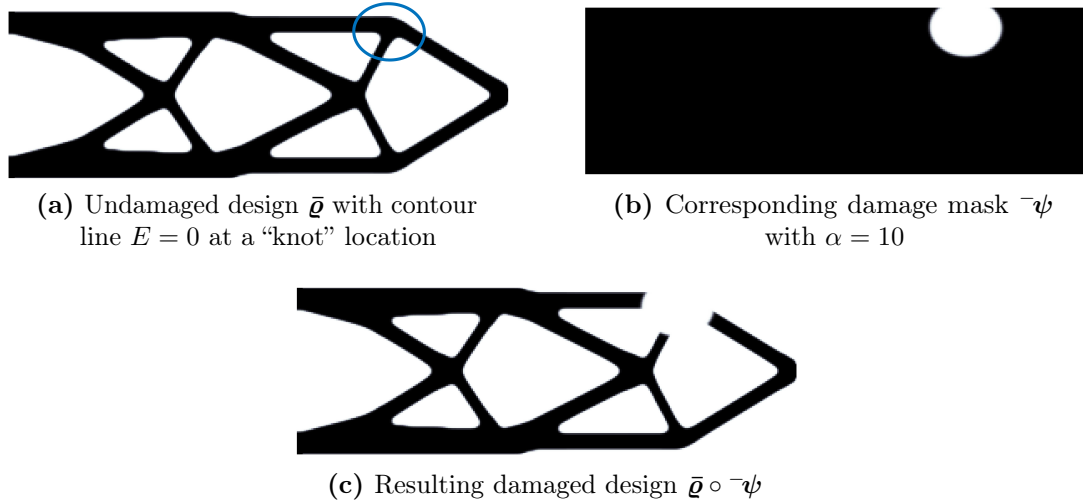 (a) Undamaged design ϱ̄ with contour
line E = 0 at a “knot” location
(b) Corresponding damage mask ⁻ψ
with α = 10
(c) Resulting damaged design ϱ̄ ∘ ⁻ψ